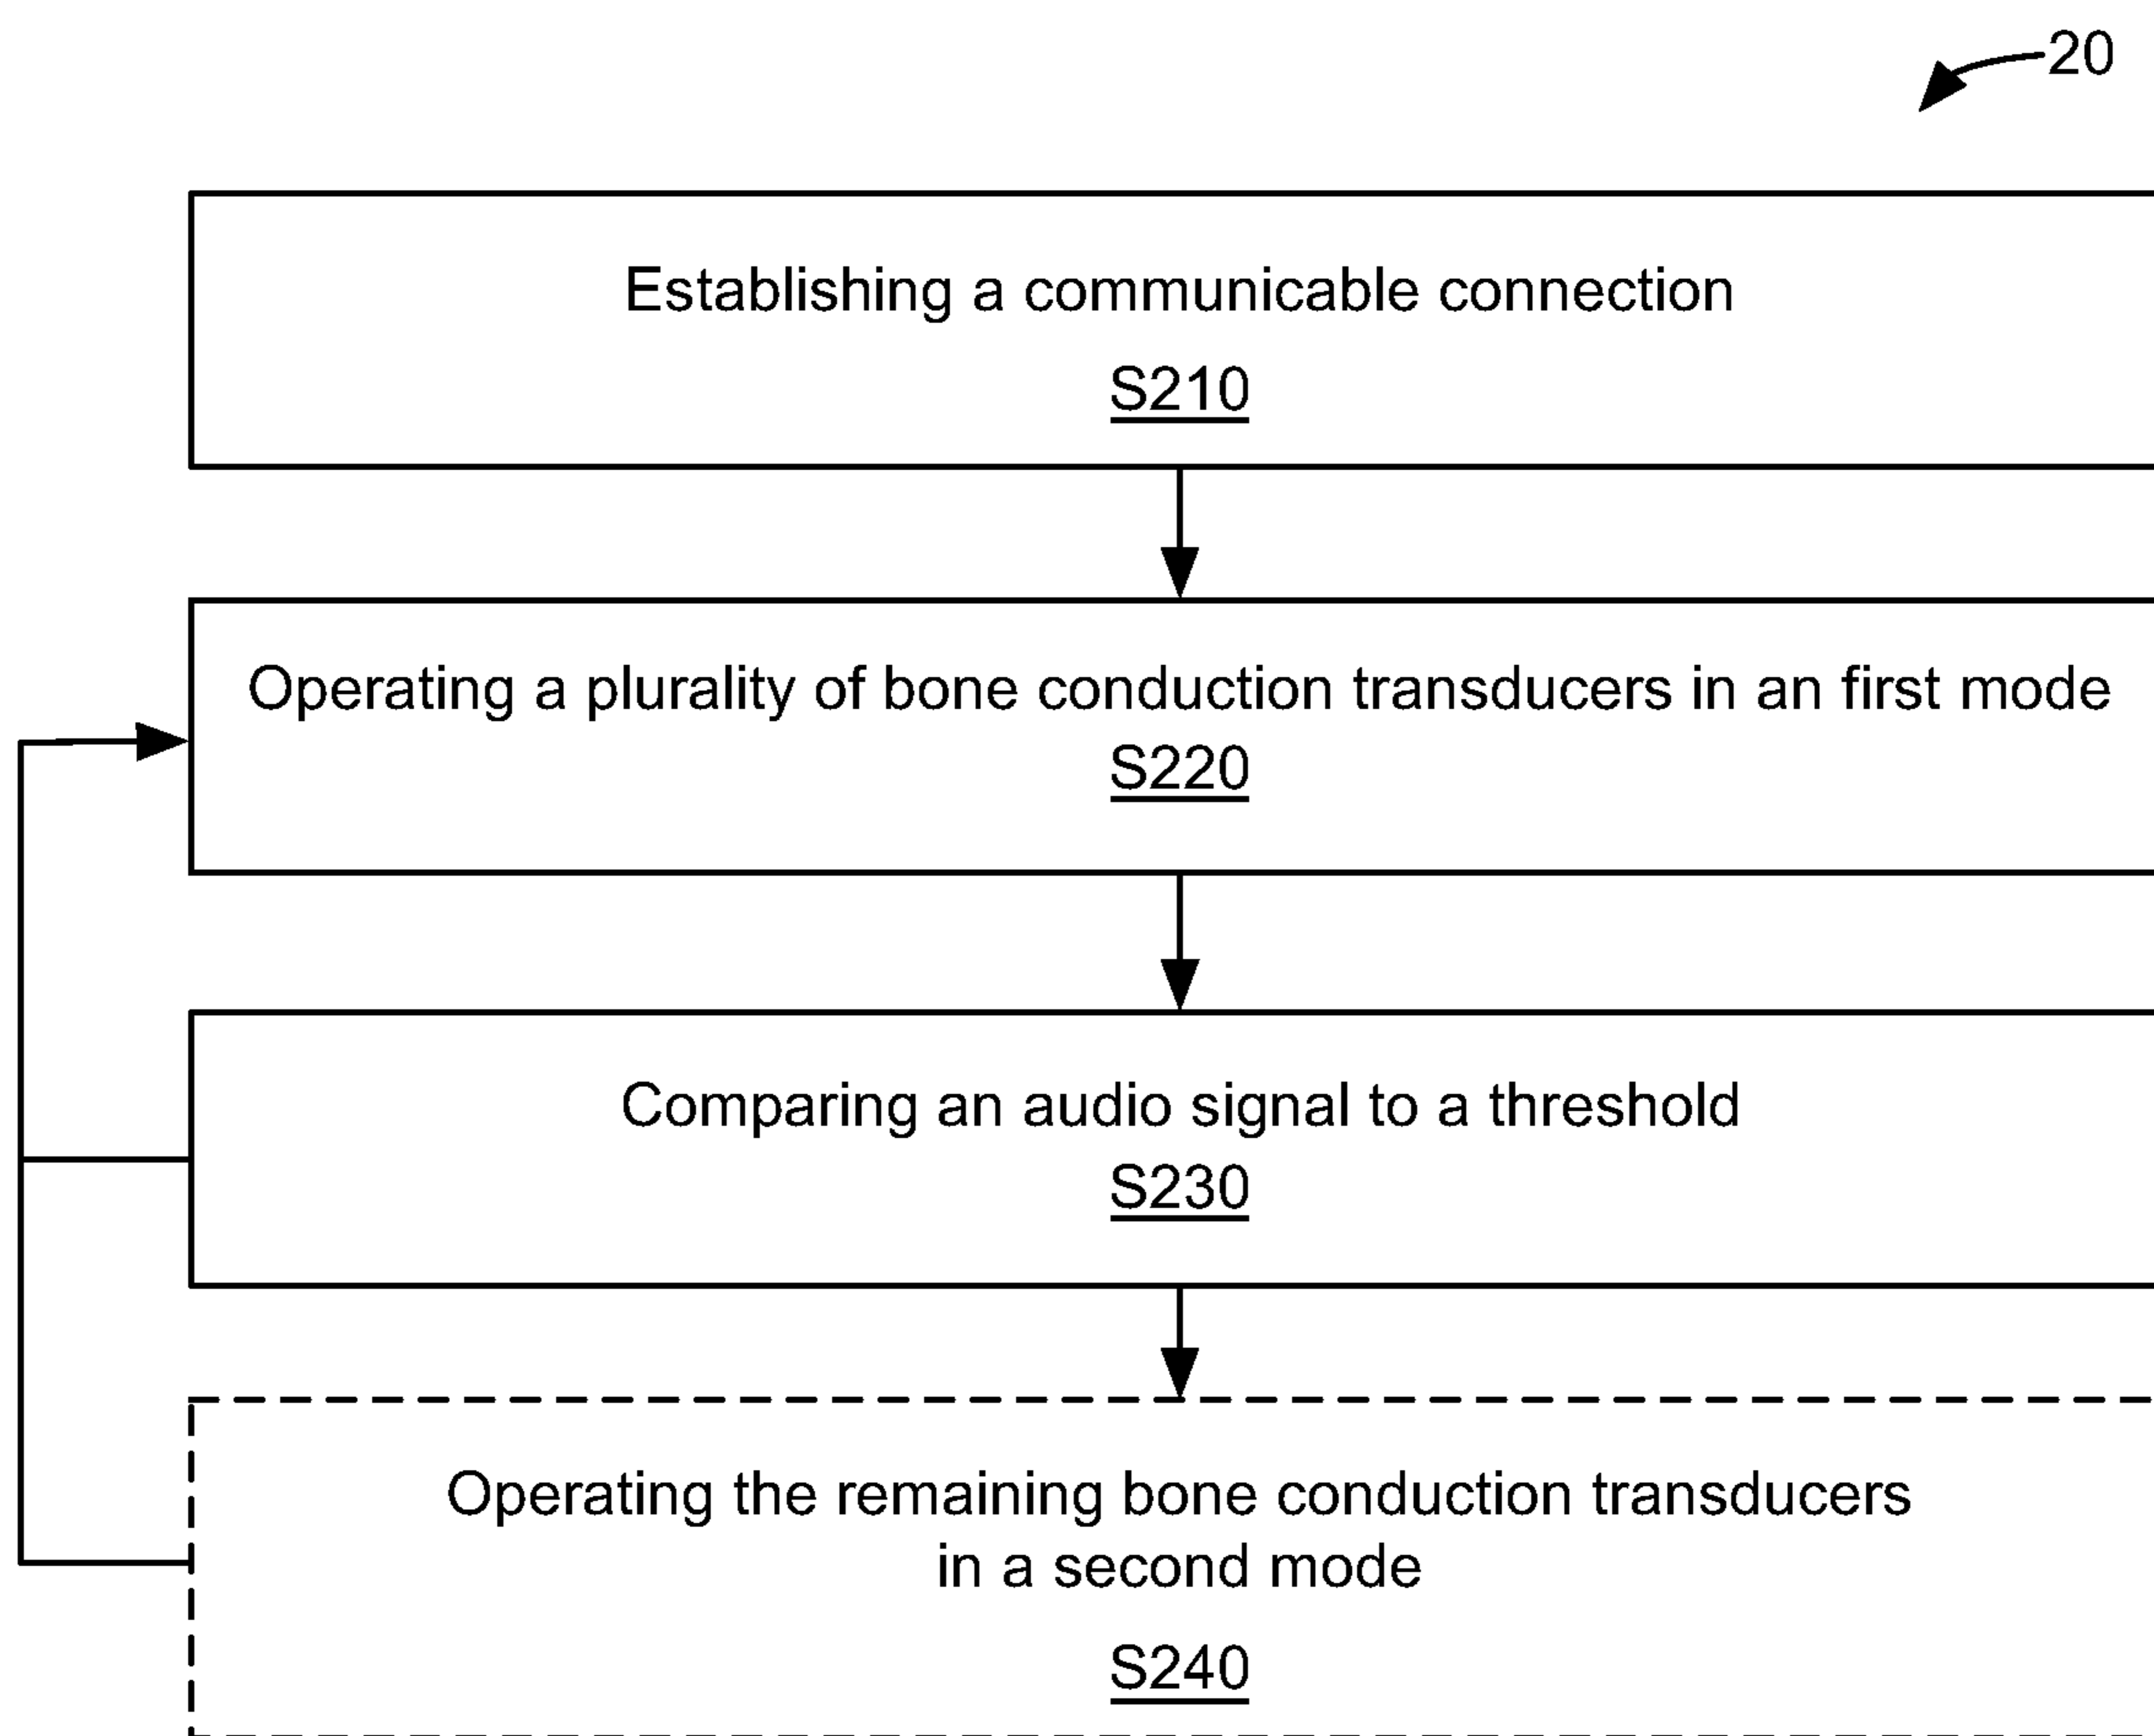 20
Establishing a communicable connection
S210
Operating a plurality of bone conduction transducers in an first mode
S220
Comparing an audio signal to a threshold
S230
Operating the remaining bone conduction transducers
in a second mode
S240